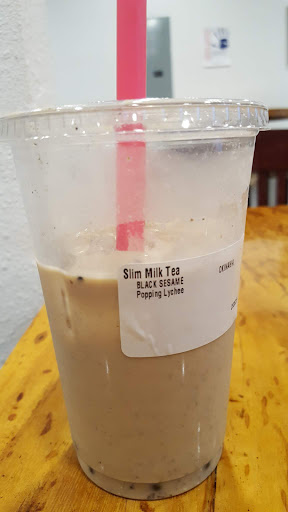 Slim Milk Tea
BLACK SESAME
Popping Lychee